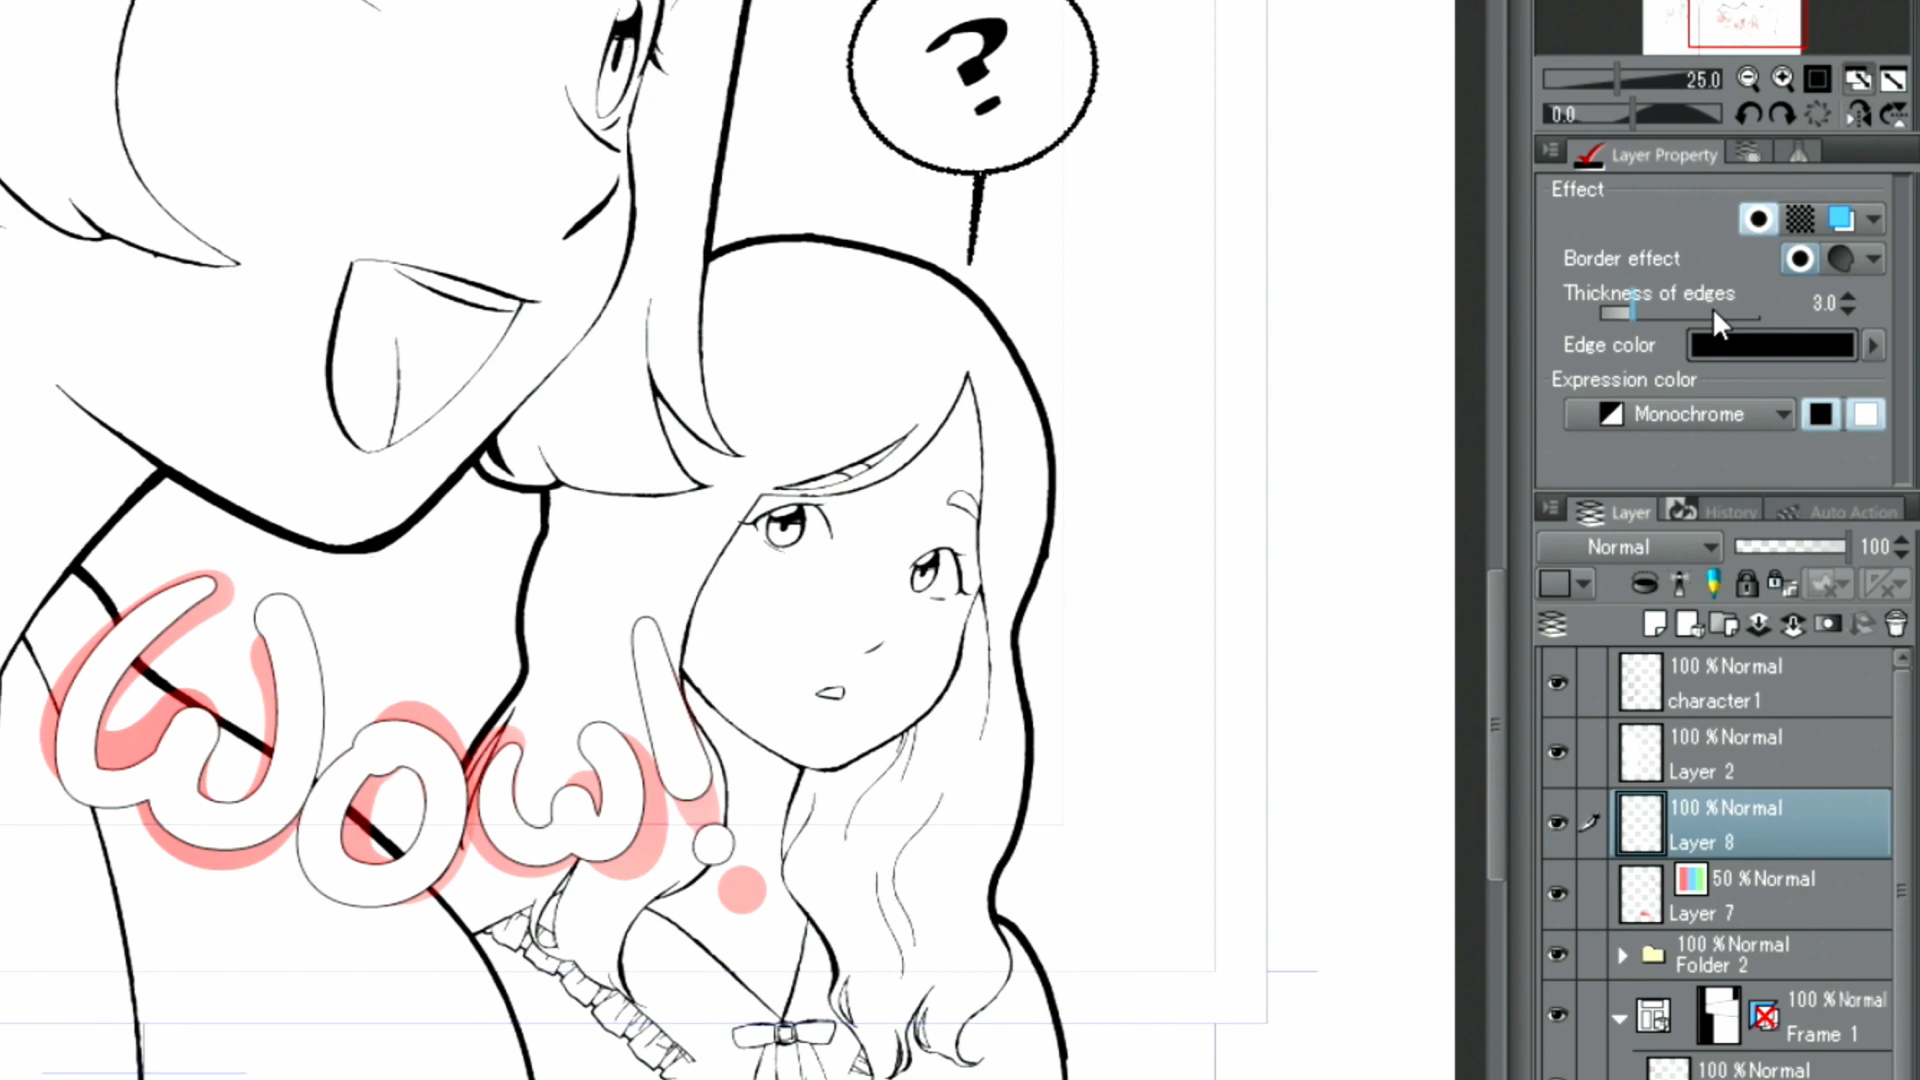 ?
Wow!
25.0
0.0
Layer Property
Effect
Border effect
Thickness of edges 3.0
Edge color
Expression color
Monochrome
Layer History Auto Action
Normal 100
100 %Normal
character1
100 %Normal
Layer 2
100 %Normal
Layer 8
50 %Normal
Layer 7
100 %Normal
Folder 2
100 %Normal
Frame 1
100 %Normal